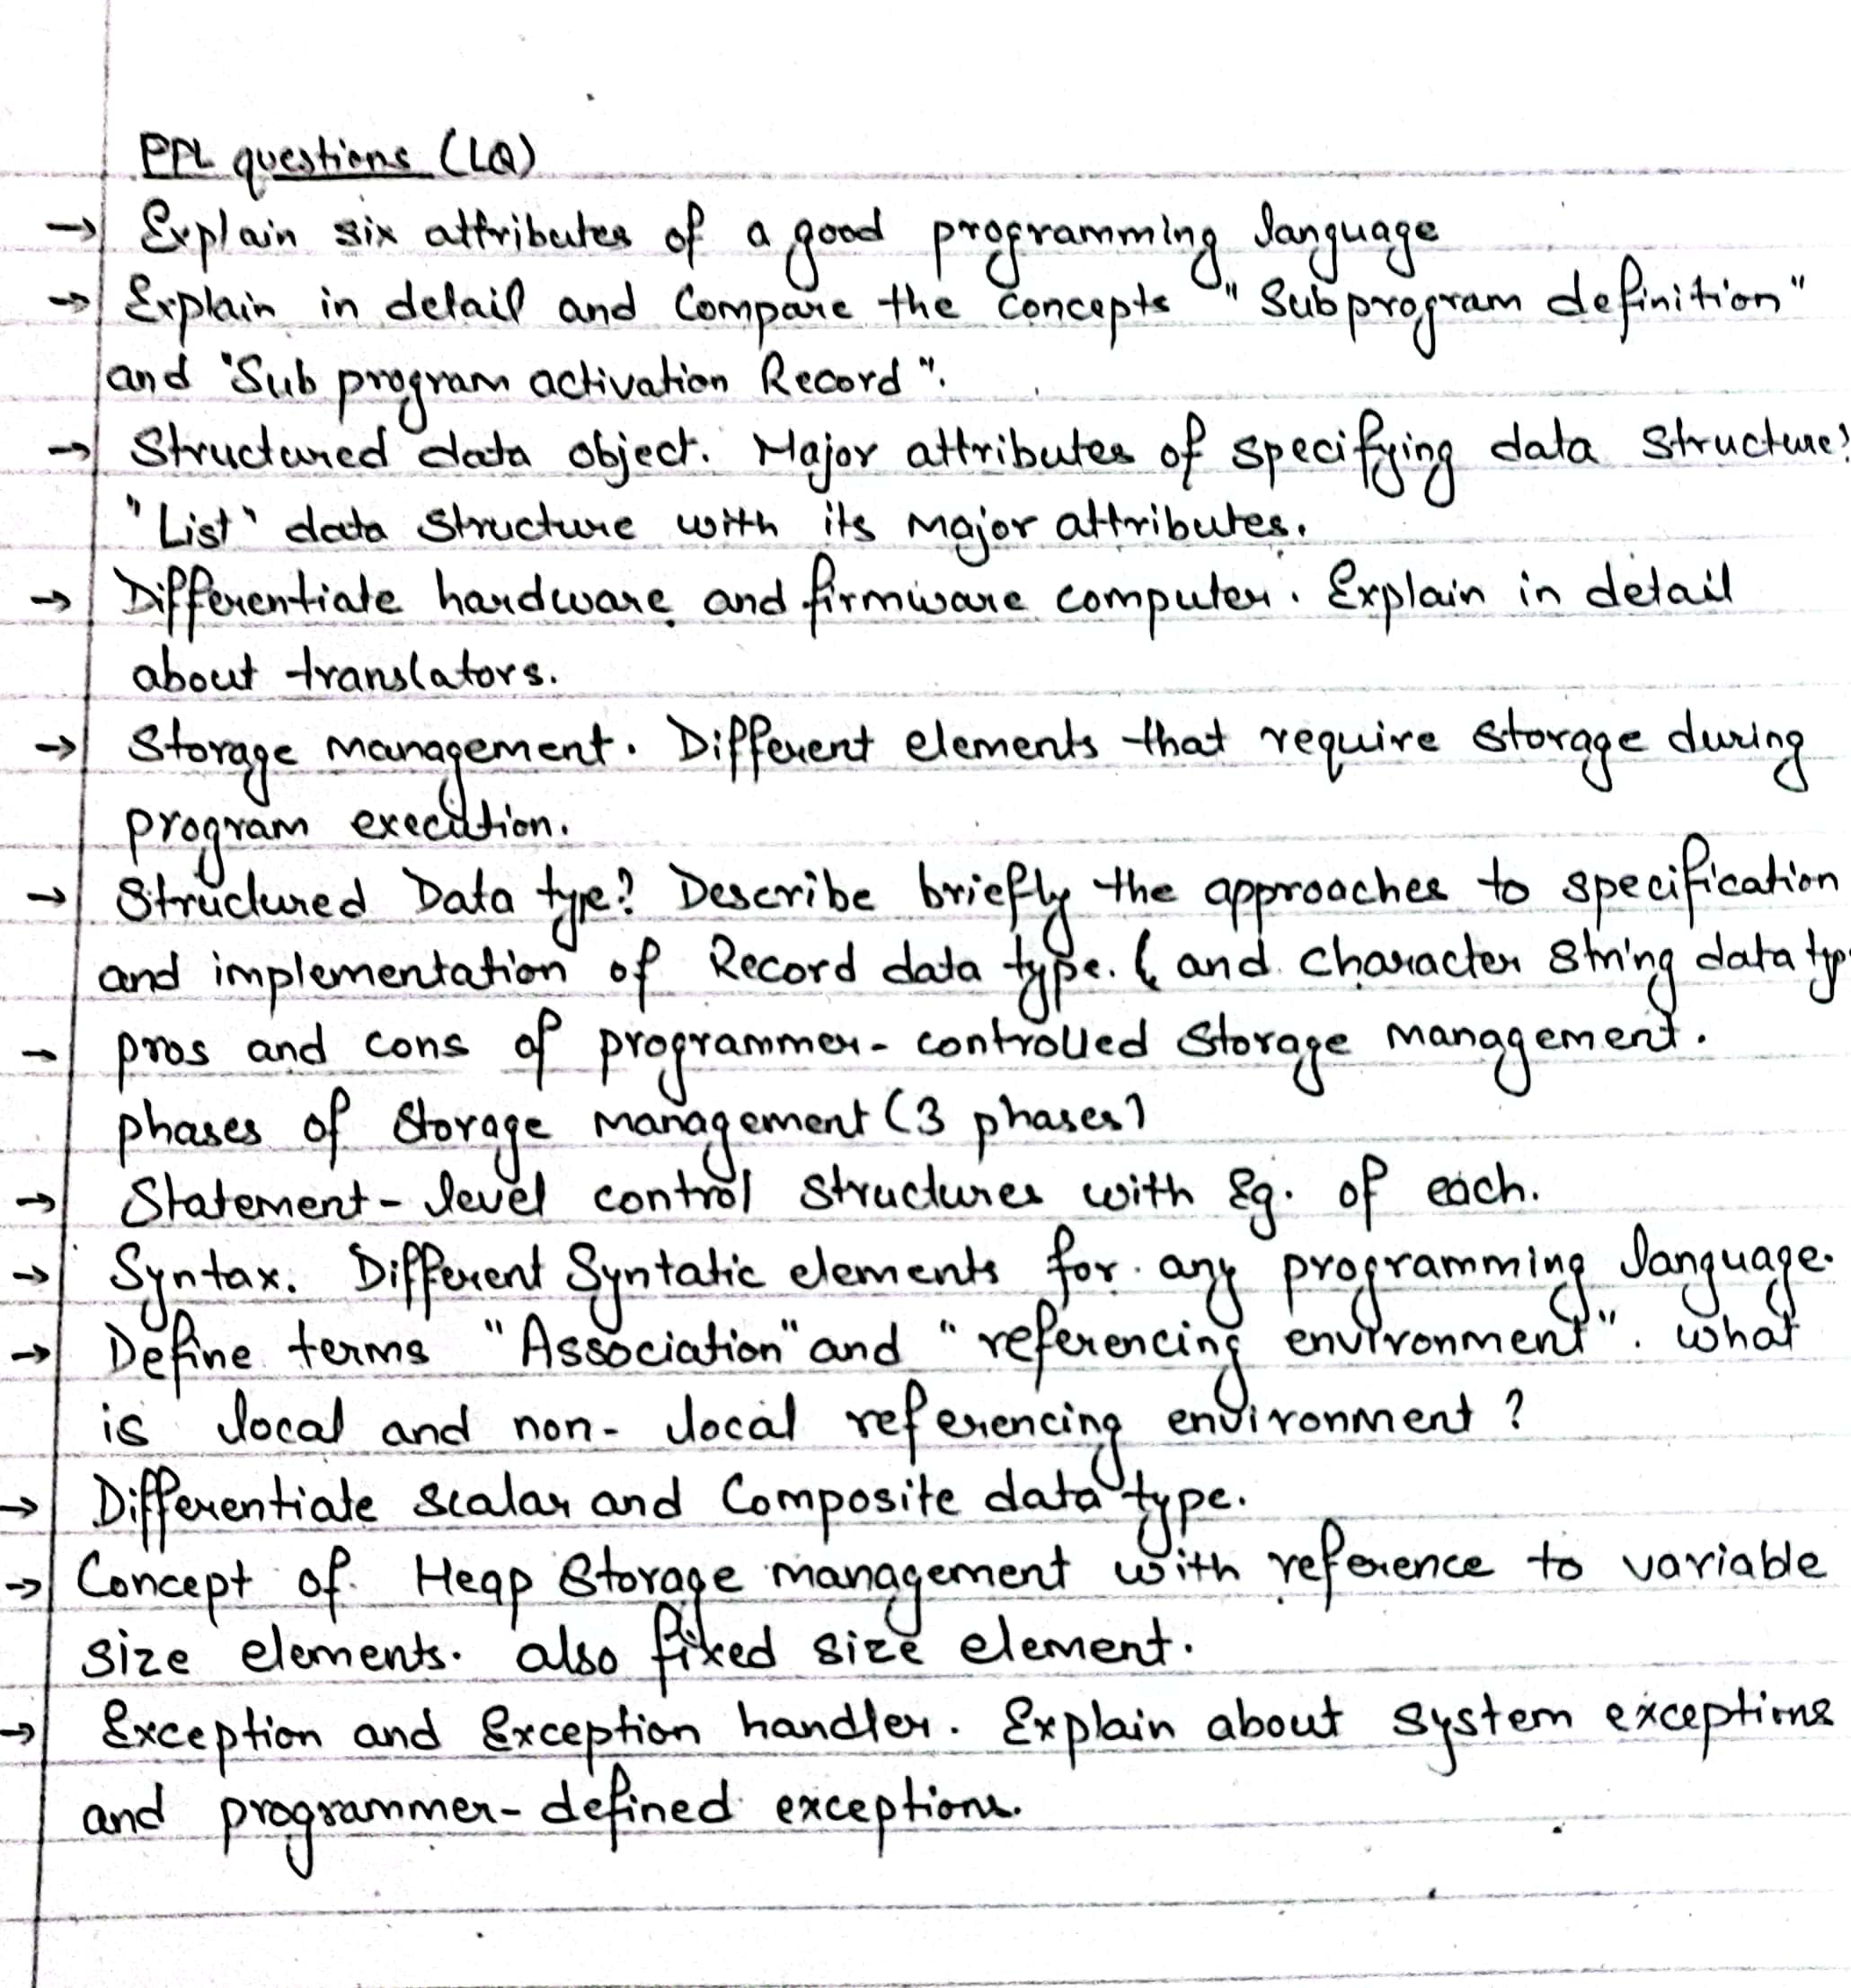 PPL questions (LQ)
→ Explain six attributes of a good programming language
→ Explain in detail and Compare the concepts "Subprogram definition"
and "Sub program activation Record".
→ Structured data object. Major attributes of specifying data structure?
"List" data structure with its major attributes.
→ Differentiate hardware and firmware computer. Explain in detail
about translators.
→ Storage management. Different elements that require storage during
program execution.
→ Structured Data type? Describe briefly the approaches to specification
and implementation of Record data type. ( and character string data typ
→ pros and cons of programmer-controlled storage management.
phases of storage management (3 phases)
→ Statement-level control structures with Eg. of each.
→ Syntax. Different Syntatic elements for any programming language.
→ Define terms "Association" and "referencing environment". what
is local and non-local referencing environment?
→ Differentiate scalar and Composite data type.
→ Concept of Heap Storage management with reference to variable
size elements. also fixed size element.
→ Exception and Exception handler. Explain about system exceptions
and programmer-defined exceptions.